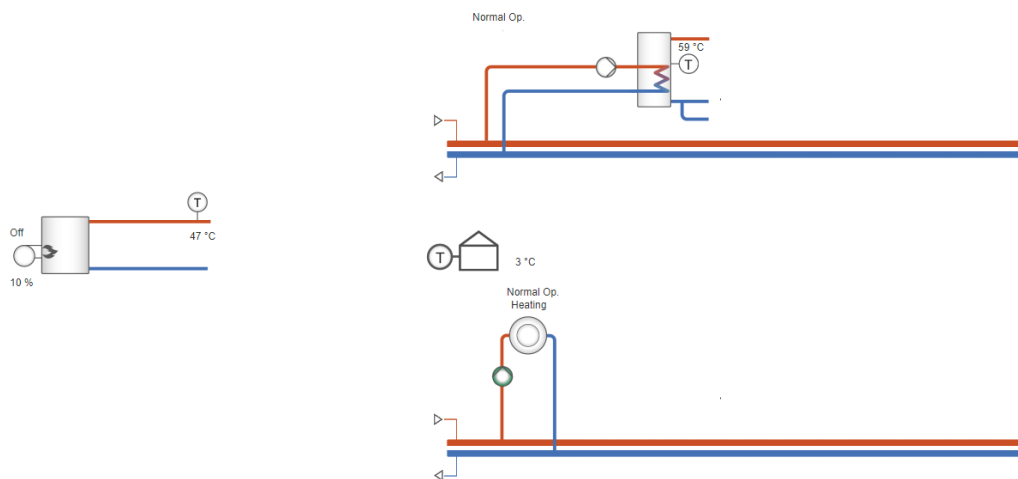 Normal Op.
59 °C
T
T
47 °C
Off
10 %
T
3 °C
Normal Op.
Heating